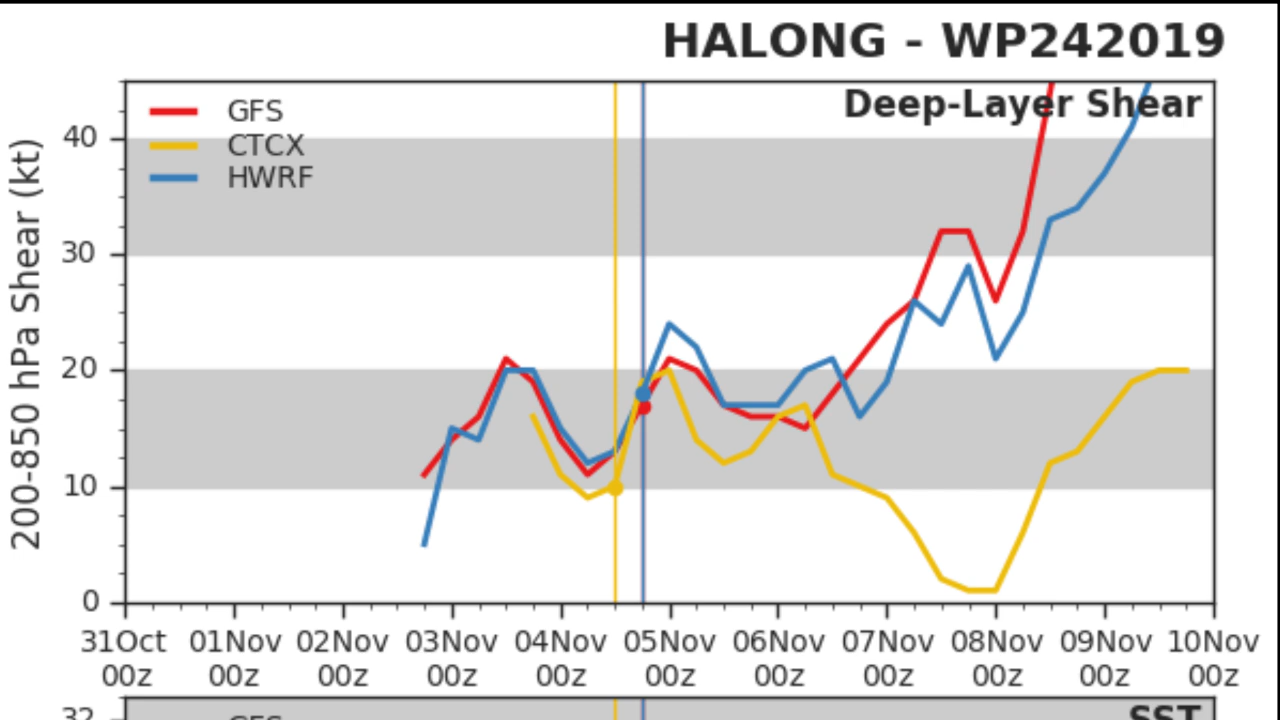 HALONG - WP242019
Deep-Layer Shear
GFS
CTCX
HWRF
200-850 hPa Shear (kt)
40
30
20
10
0
31Oct 01Nov 02Nov 03Nov 04Nov 05Nov 06Nov 07Nov 08Nov 09Nov 10Nov
00z 00z 00z 00z 00z 00z 00z 00z 00z 00z 00z
32
GFS
SST